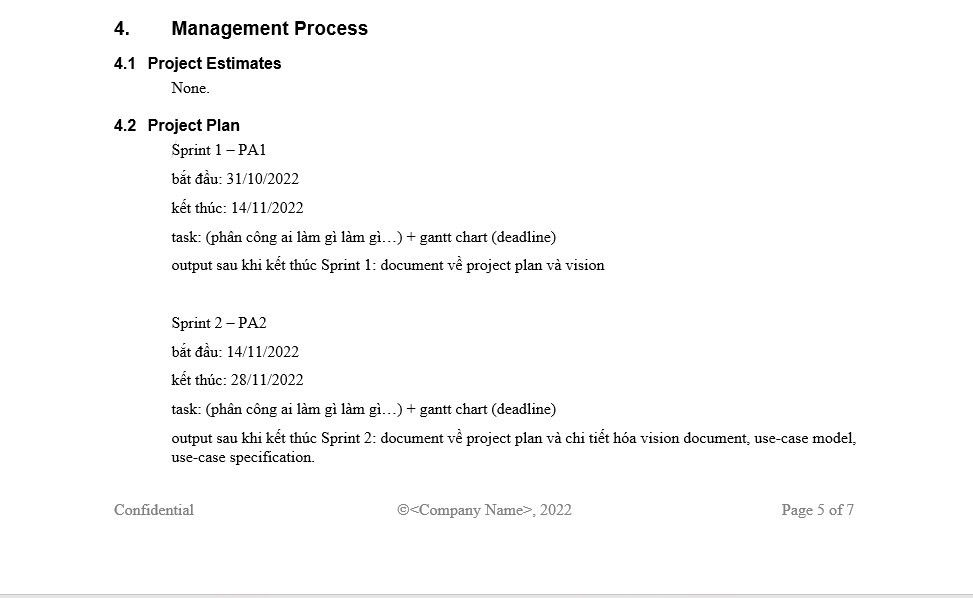 4. Management Process
4.1 Project Estimates
None.
4.2 Project Plan
Sprint 1 – PA1
bắt đầu: 31/10/2022
kết thúc: 14/11/2022
task: (phân công ai làm gì làm gì…) + gantt chart (deadline)
output sau khi kết thúc Sprint 1: document về project plan và vision
Sprint 2 – PA2
bắt đầu: 14/11/2022
kết thúc: 28/11/2022
task: (phân công ai làm gì làm gì…) + gantt chart (deadline)
output sau khi kết thúc Sprint 2: document về project plan và chi tiết hóa vision document, use-case model,
use-case specification.
Confidential ©<Company Name>, 2022 Page 5 of 7